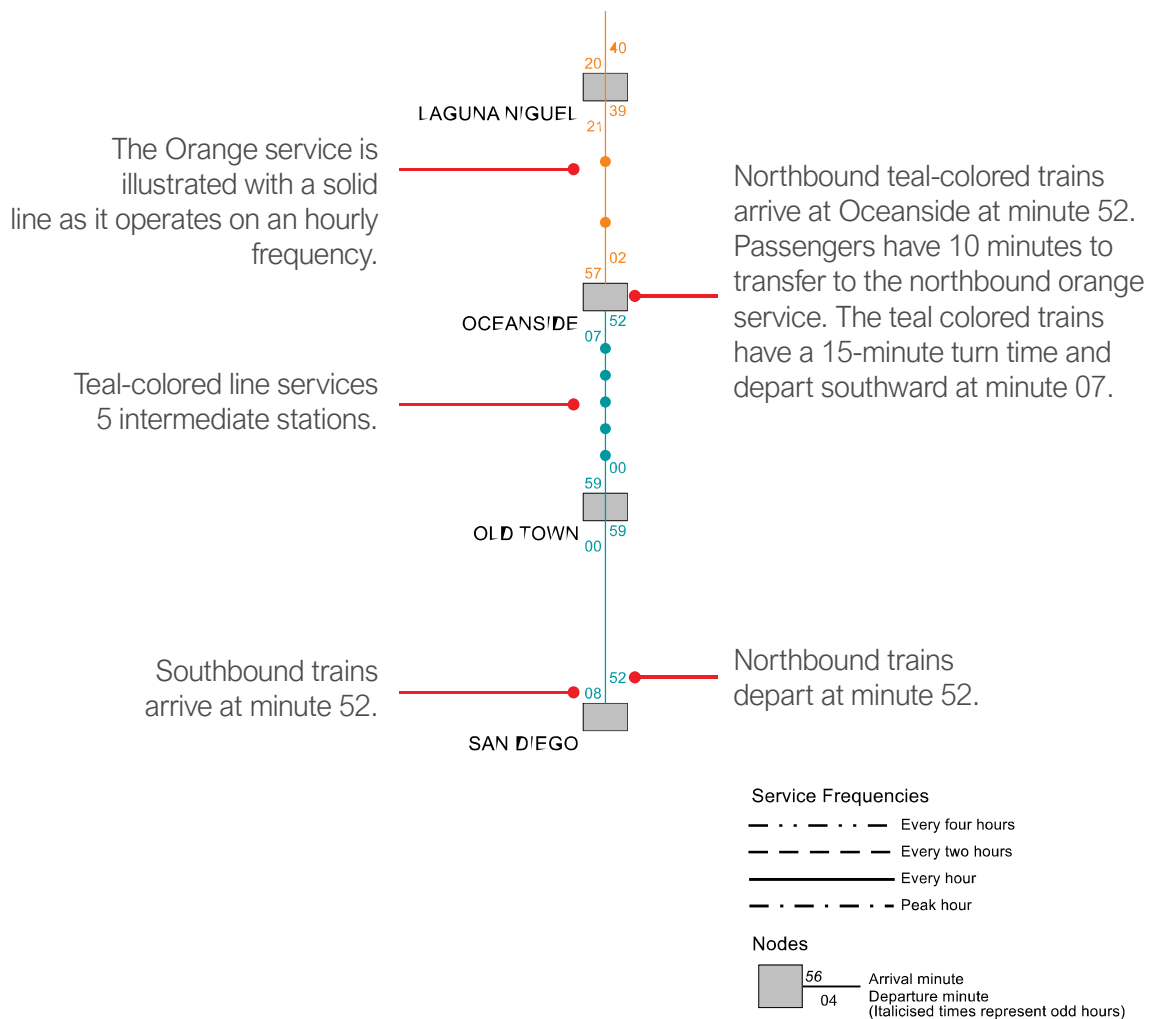 40
20
LAGUNA NIGUEL
39
21
The Orange service is
illustrated with a solid
line as it operates on an hourly
frequency.
02
57
OCEANSIDE
52
07
Northbound teal-colored trains
arrive at Oceanside at minute 52.
Passengers have 10 minutes to
transfer to the northbound orange
service. The teal colored trains
have a 15-minute turn time and
depart southward at minute 07.
Teal-colored line services
5 intermediate stations.
00
59
OLD TOWN
59
00
Southbound trains
arrive at minute 52.
52
08
Northbound trains
depart at minute 52.
SAN DIEGO
Service Frequencies
Every four hours
Every two hours
Every hour
Peak hour
Nodes
56
Arrival minute
04
Departure minute
(Italicised times represent odd hours)